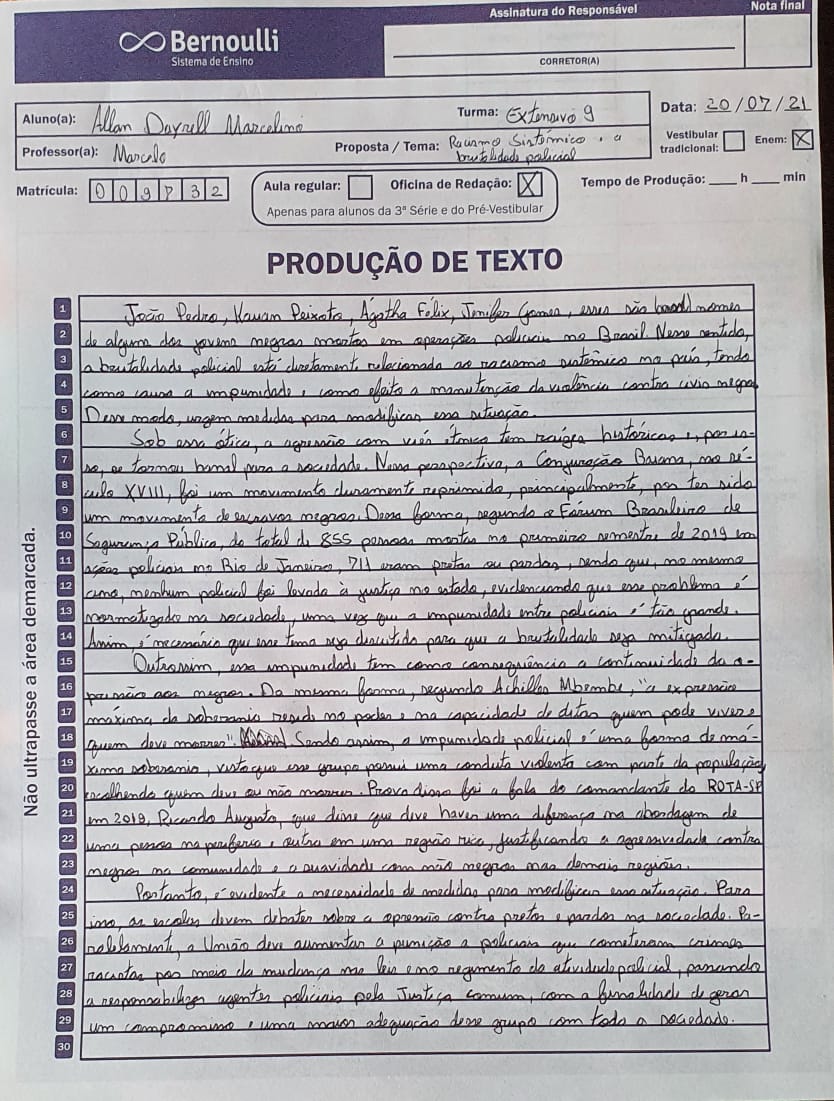 Assinatura do Responsável
Nota final
Bernoulli
Sistema de Ensino
CORRETOR(A)
Aluno(a): Allan Dayrell Marcelino
Turma: Extensivo 9
Data: 20/07/21
Professor(a): Marcelo
Proposta / Tema: Racismo Sistêmico e a
brutalidade policial
Vestibular
tradicional:
Enem: X
Matrícula: 009832
Aula regular:
Oficina de Redação: X
Apenas para alunos da 3ª Série e do Pré-Vestibular
Tempo de Produção: ____ h ____ min
PRODUÇÃO DE TEXTO
Não ultrapasse a área demarcada.
1 João Pedro, Kauan Peixoto, Ágatha Félix, Jenifer Gomes, esses são nomes
2 de alguns dos jovens negros mortos em operações policiais no Brasil. Nesse sentido,
3 a brutalidade policial está diretamente relacionada ao racismo sistêmico no país, tendo
4 como causa a impunidade e como efeito a manutenção da violência contra civis negros.
5 Desse modo, urgem medidas para modificar essa situação.
6 Sob essa ótica, a agressão com viés étnico tem raízes históricas e, por is-
7 so, se tornou banal para a sociedade. Nessa perspectiva, a Conjuração Baiana, no sé-
8 culo XVIII, foi um movimento duramente reprimido, principalmente, por ter sido
9 um movimento de escravos negros. Dessa forma, segundo o Fórum Brasileiro de
10 Segurança Pública, do total de 855 pessoas mortas no primeiro semestre de 2019 em
11 ações policiais no Rio de Janeiro, 711 eram pretas ou pardas, sendo que, no mesmo
12 ano, nenhum policial foi levado à justiça no estado, evidenciando que esse problema é
13 normatizado na sociedade, uma vez que a impunidade entre policiais é tão grande.
14 Assim, é necessário que esse tema seja discutido para que a brutalidade seja mitigada.
15 Outrossim, essa impunidade tem como consequência a continuidade da o-
16 pressão aos negros. Da mesma forma, segundo Achilles Mbembe, "a expressão
17 máxima da soberania reside no poder e na capacidade de ditar quem pode viver e
18 quem deve morrer". Sendo assim, a impunidade policial é uma forma de má-
19 xima soberania, visto que esse grupo possui uma conduta violenta com parte da população,
20 escolhendo quem deve ou não morrer. Prova disso foi a fala do comandante da ROTA-SP
21 em 2019, Ricardo Augusto, que disse que deve haver uma diferença na abordagem de
22 uma pessoa na periferia e outra em uma região rica, justificando a agressividade contra
23 negros na comunidade e a suavidade com não negros nas demais regiões.
24 Portanto, é evidente a necessidade de medidas para modificar essa situação. Para
25 isso, as escolas devem debater sobre a opressão contra pretos e pardos na sociedade. Pa-
26 ralelamente, a União deve aumentar a punição a policiais que cometeram crimes
27 racistas por meio da mudança nas leis e no regimento da atividade policial, passando
28 a responsabilizar agentes policiais pela Justiça comum, com a finalidade de gerar
29 um compromisso e uma maior adequação desse grupo com toda a sociedade.
30